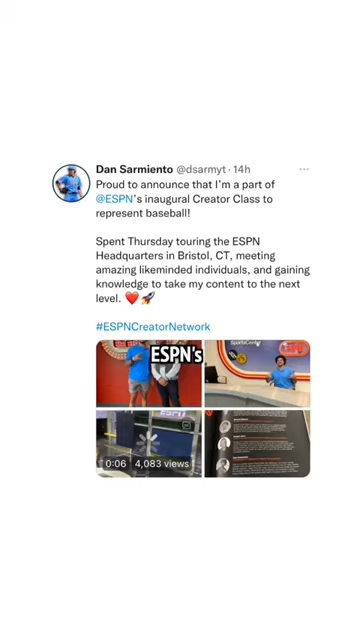 Dan Sarmiento @dsarmyt · 14h
Proud to announce that I'm a part of
@ESPN's inaugural Creator Class to
represent baseball!
Spent Thursday touring the ESPN
Headquarters in Bristol, CT, meeting
amazing likeminded individuals, and gaining
knowledge to take my content to the next
level. ❤️🚀
#ESPNCreatorNetwork
ESPN's
SportsCenter
0:06 4,083 views